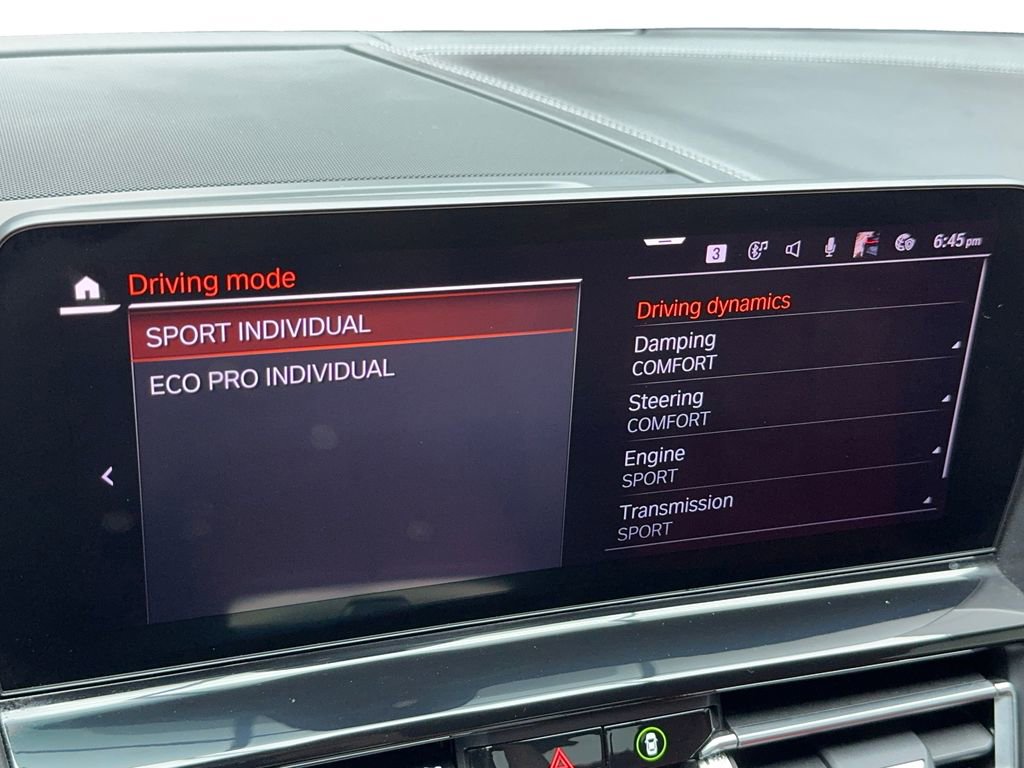 3
6:45pm
Driving mode
SPORT INDIVIDUAL
ECO PRO INDIVIDUAL
Driving dynamics
Damping
COMFORT
Steering
COMFORT
Engine
SPORT
Transmission
SPORT